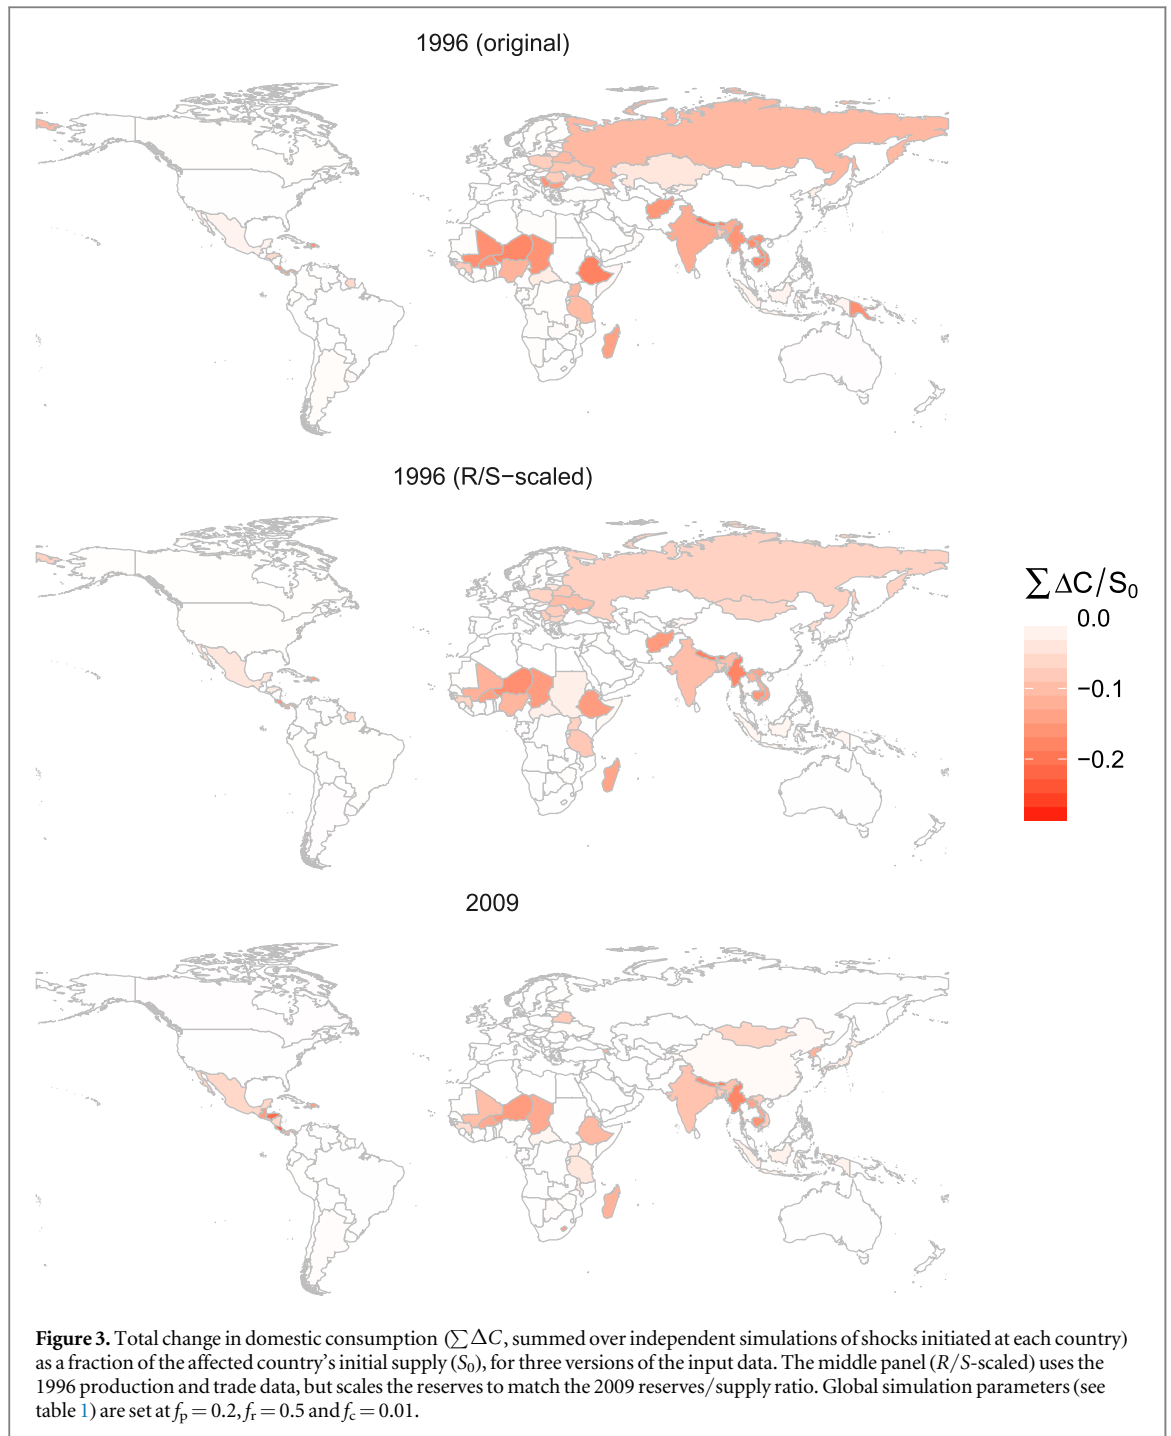 1996 (original)
1996 (R/S−scaled)
∑ ΔC/S₀
0.0
−0.1
−0.2
2009
Figure 3. Total change in domestic consumption (∑ΔC, summed over independent simulations of shocks initiated at each country)
as a fraction of the affected country's initial supply (S₀), for three versions of the input data. The middle panel (R/S-scaled) uses the
1996 production and trade data, but scales the reserves to match the 2009 reserves/supply ratio. Global simulation parameters (see
table 1) are set at fₚ = 0.2, fᵣ = 0.5 and f_c = 0.01.